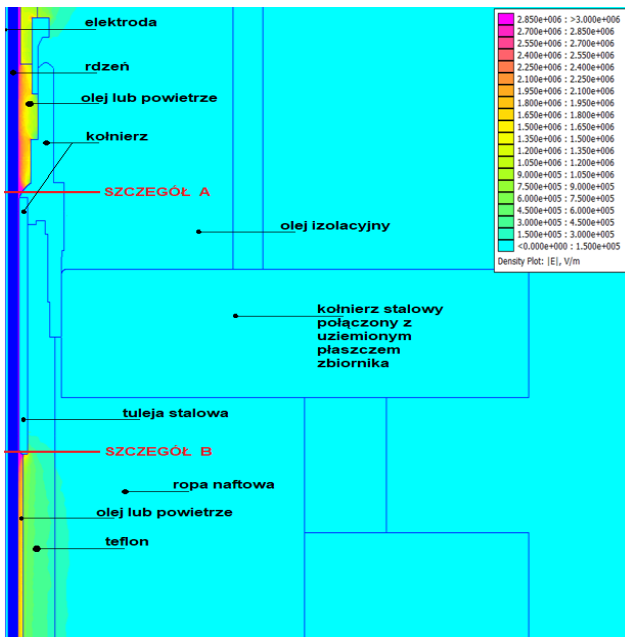 elektroda
rdzeń
olej lub powietrze
kołnierz
SZCZEGÓŁ A
olej izolacyjny
kołnierz stalowy
połączony z
uziemionym
płaszczem
zbiornika
tuleja stalowa
SZCZEGÓŁ B
ropa naftowa
olej lub powietrze
teflon
2.850e+006 : >3.000e+006
2.700e+006 : 2.850e+006
2.550e+006 : 2.700e+006
2.400e+006 : 2.550e+006
2.250e+006 : 2.400e+006
2.100e+006 : 2.250e+006
1.950e+006 : 2.100e+006
1.800e+006 : 1.950e+006
1.650e+006 : 1.800e+006
1.500e+006 : 1.650e+006
1.350e+006 : 1.500e+006
1.200e+006 : 1.350e+006
1.050e+006 : 1.200e+006
9.000e+005 : 1.050e+006
7.500e+005 : 9.000e+005
6.000e+005 : 7.500e+005
4.500e+005 : 6.000e+005
3.000e+005 : 4.500e+005
1.500e+005 : 3.000e+005
<0.000e+000 : 1.500e+005
Density Plot: |E|, V/m